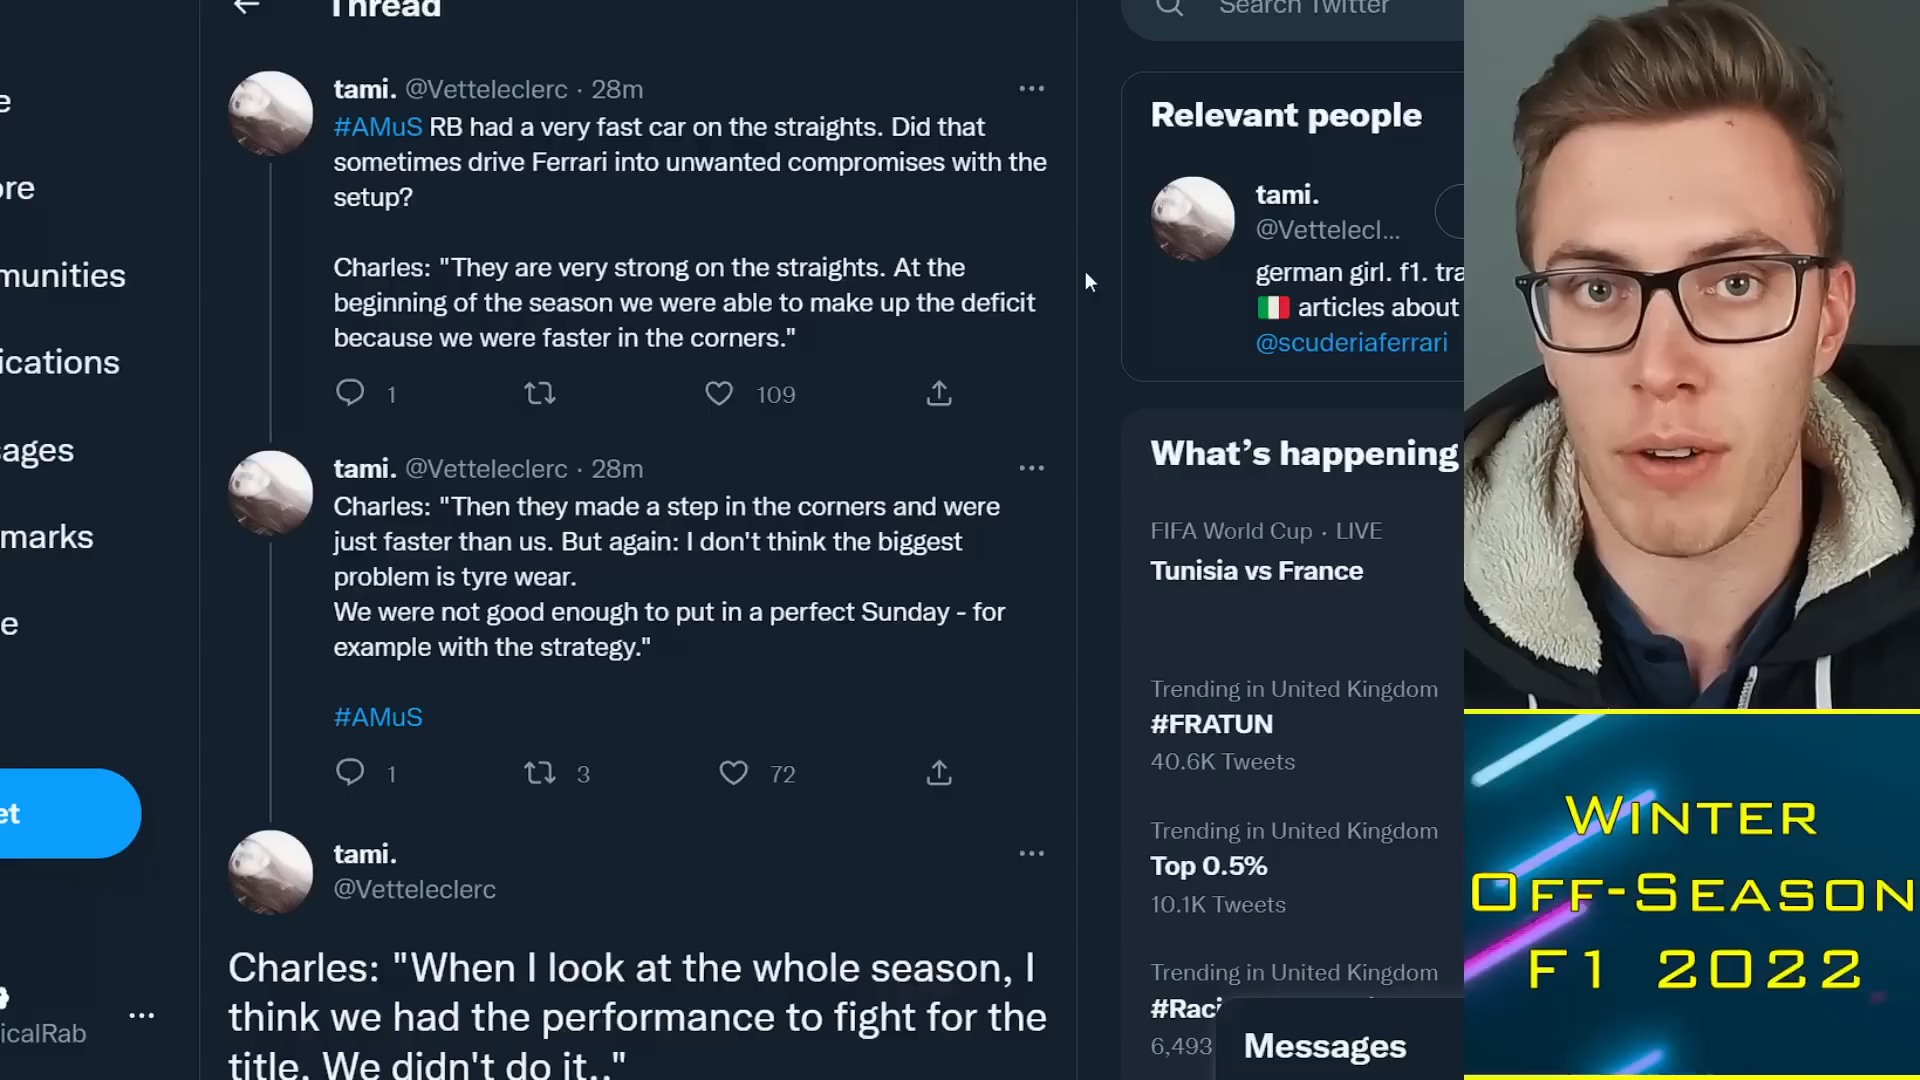 Thread
Search Twitter
e
ore
munities
ications
sages
marks
e
et
icalRab
tami. @Vetteleclerc · 28m
#AMuS RB had a very fast car on the straights. Did that
sometimes drive Ferrari into unwanted compromises with the
setup?
Charles: "They are very strong on the straights. At the
beginning of the season we were able to make up the deficit
because we were faster in the corners."
1
109
tami. @Vetteleclerc · 28m
Charles: "Then they made a step in the corners and were
just faster than us. But again: I don't think the biggest
problem is tyre wear.
We were not good enough to put in a perfect Sunday - for
example with the strategy."
#AMuS
1
3
72
tami.
@Vetteleclerc
Charles: "When I look at the whole season, I
think we had the performance to fight for the
title. We didn't do it.."
Relevant people
tami.
@Vettelecl...
german girl. f1. tra
articles about
@scuderiaferrari
What's happening
FIFA World Cup · LIVE
Tunisia vs France
Trending in United Kingdom
#FRATUN
40.6K Tweets
Trending in United Kingdom
Top 0.5%
10.1K Tweets
Trending in United Kingdom
#Raci
6,493
Messages
Winter
Off-Season
F1 2022